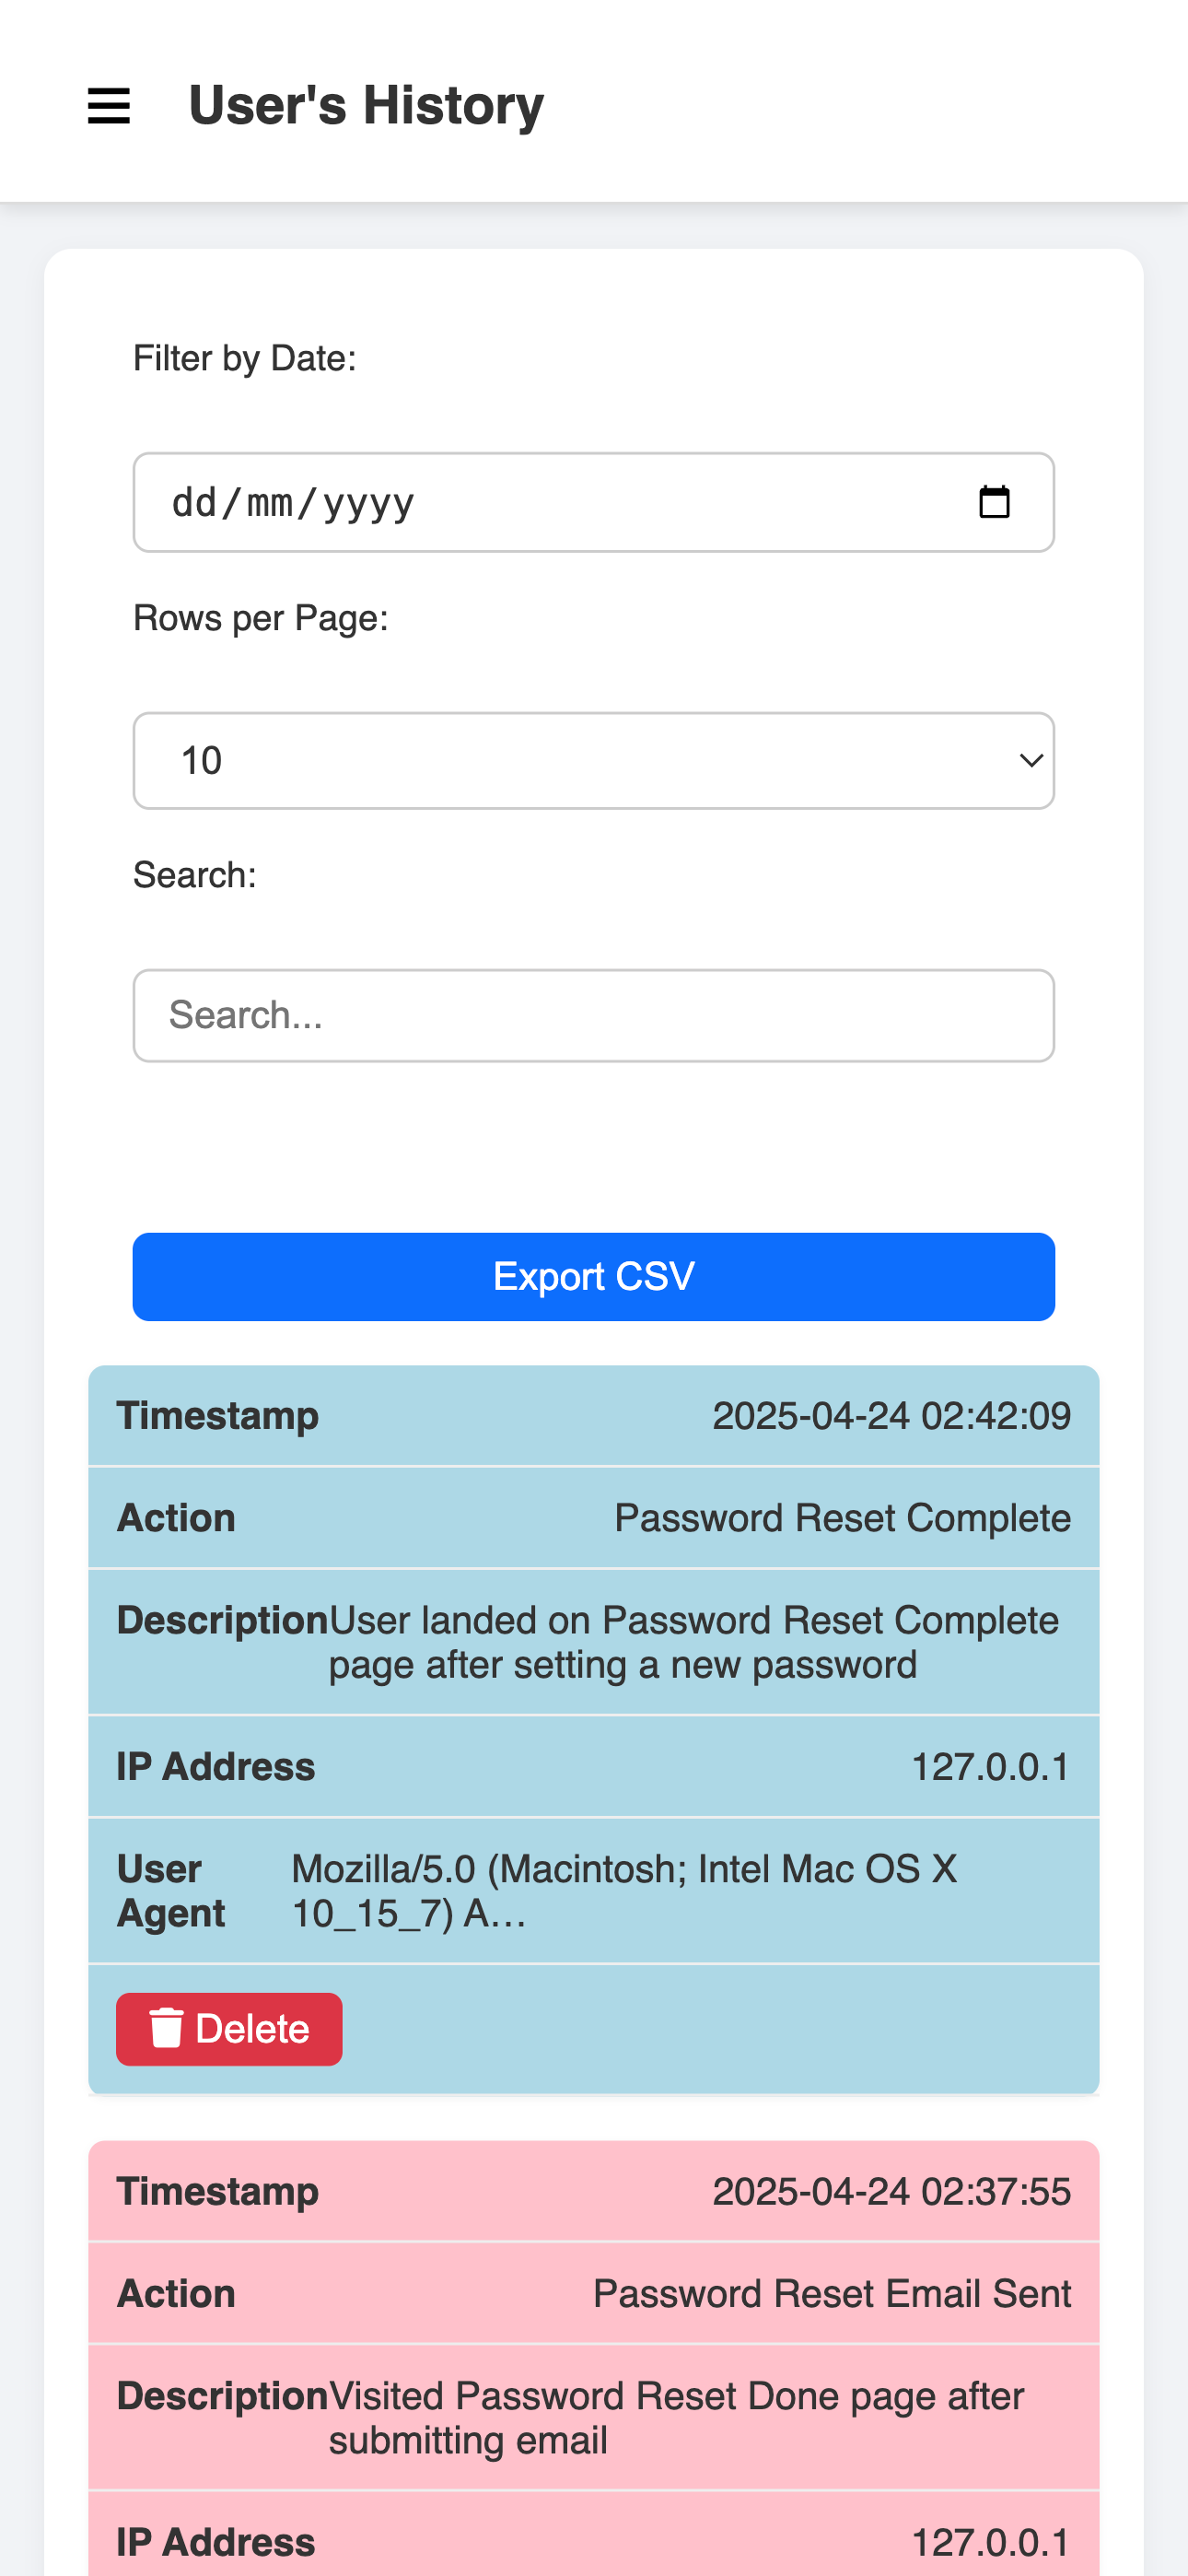 User's History
Filter by Date:
dd/mm/yyyy
Rows per Page:
10
Search:
Search...
Export CSV
Timestamp 2025-04-24 02:42:09
Action Password Reset Complete
Description User landed on Password Reset Complete
page after setting a new password
IP Address 127.0.0.1
User Mozilla/5.0 (Macintosh; Intel Mac OS X
Agent 10_15_7) A...
Delete
Timestamp 2025-04-24 02:37:55
Action Password Reset Email Sent
Description Visited Password Reset Done page after
submitting email
IP Address 127.0.0.1